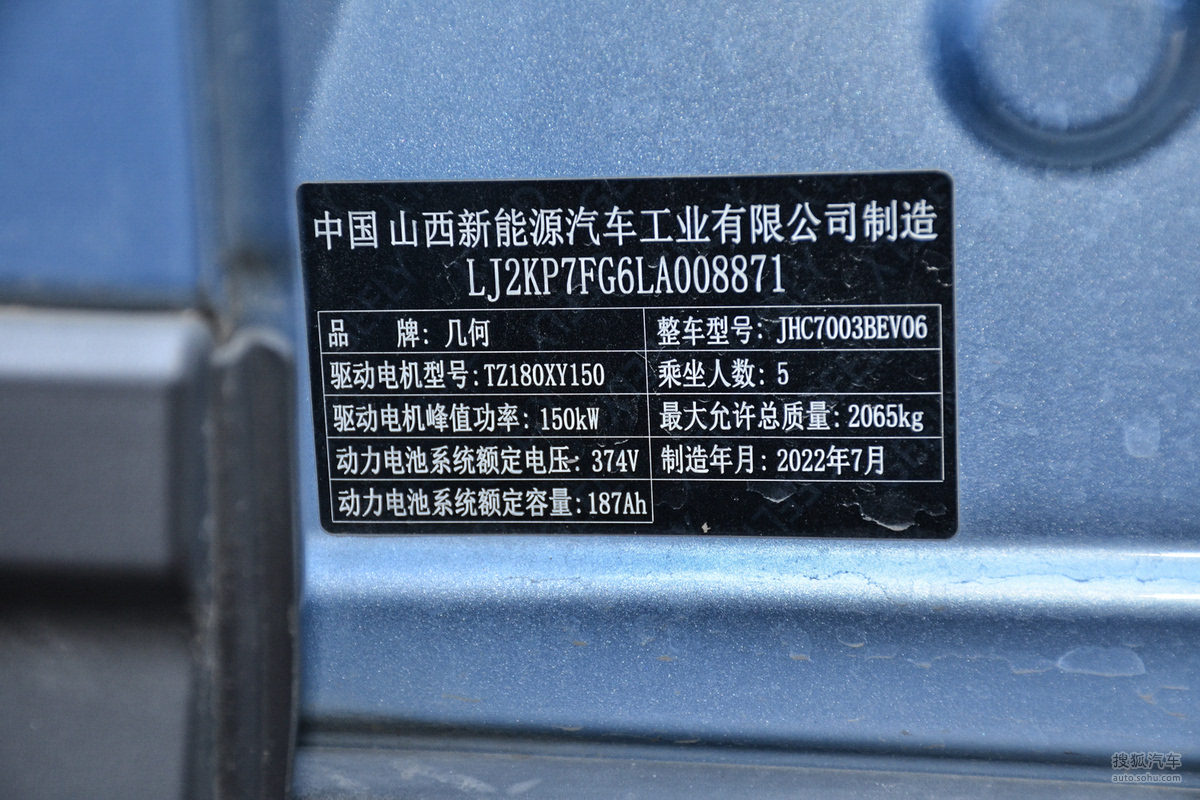 中国 山西新能源汽车工业有限公司制造
LJ2KP7FG6LA008871
品 牌: 几何 整车型号: JHC7003BEV06
驱动电机型号: TZ180XY150 乘坐人数: 5
驱动电机峰值功率: 150kW 最大允许总质量: 2065kg
动力电池系统额定电压: 374V 制造年月: 2022年7月
动力电池系统额定容量: 187Ah
搜狐汽车
auto.sohu.com